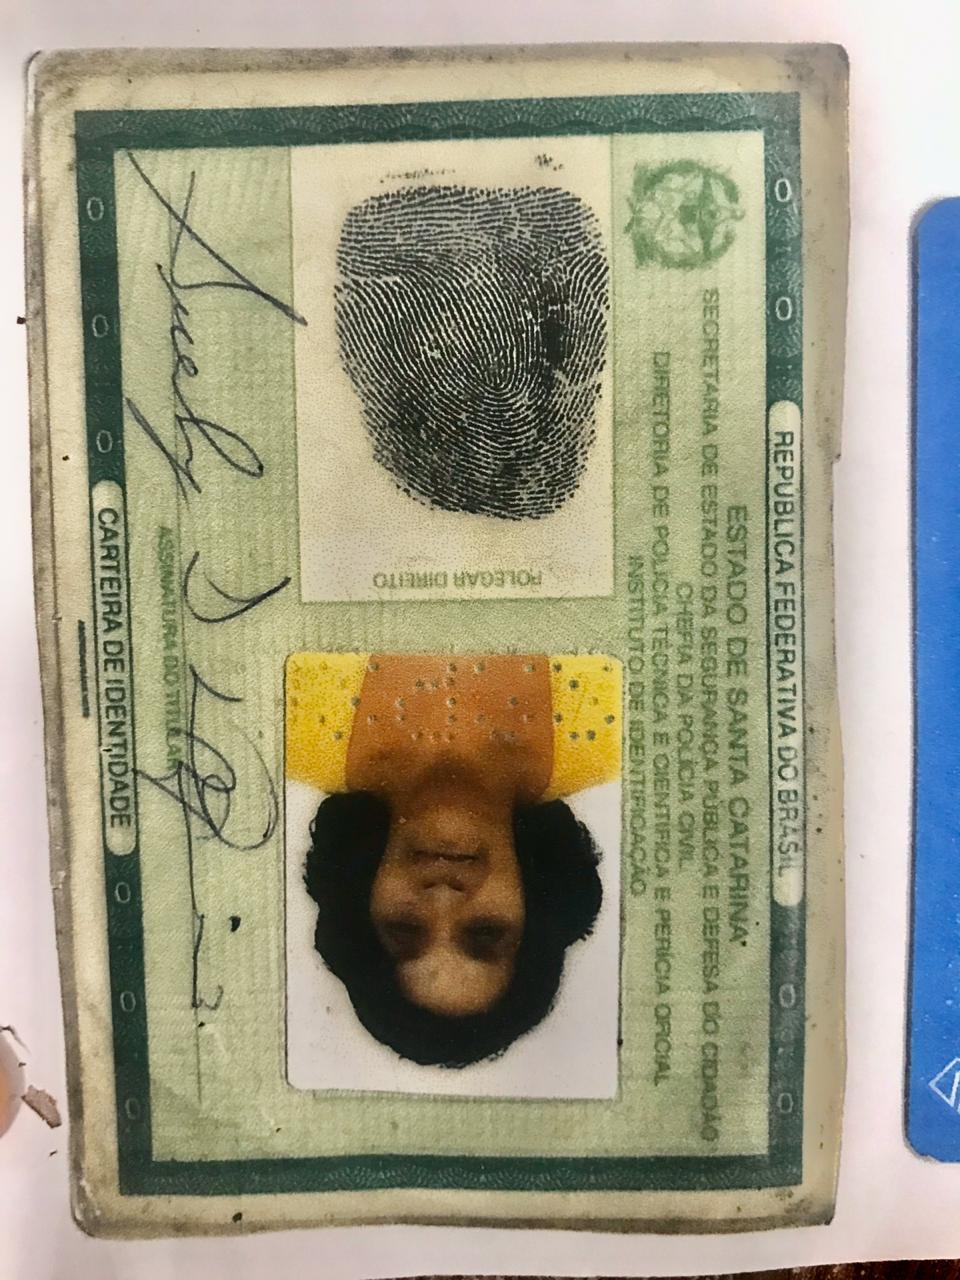 REPUBLICA FEDERATIVA DO BRASIL
ESTADO DE SANTA CATARINA
SECRETARIA DE ESTADO DA SEGURANÇA PÚBLICA E DEFESA DO CIDADÃO
CHEFIA DA POLÍCIA CIVIL
DIRETORIA DE POLÍCIA TÉCNICA E CIENTÍFICA E PERÍCIA OFICIAL
INSTITUTO DE IDENTIFICAÇÃO
POLEGAR DIREITO
ASSINATURA DO TITULAR
CARTEIRA DE IDENTIDADE